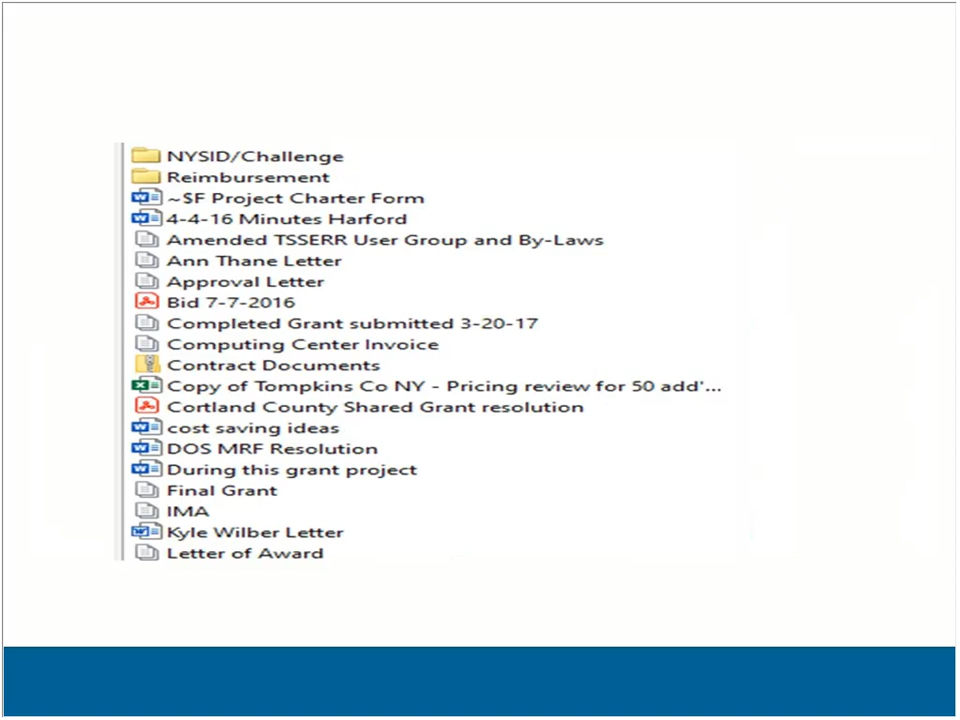 NYSID/Challenge
Reimbursement
~$F Project Charter Form
4-4-16 Minutes Harford
Amended TSSERR User Group and By-Laws
Ann Thane Letter
Approval Letter
Bid 7-7-2016
Completed Grant submitted 3-20-17
Computing Center Invoice
Contract Documents
Copy of Tompkins Co NY - Pricing review for 50 add'...
Cortland County Shared Grant resolution
cost saving ideas
DOS MRF Resolution
During this grant project
Final Grant
IMA
Kyle Wilber Letter
Letter of Award